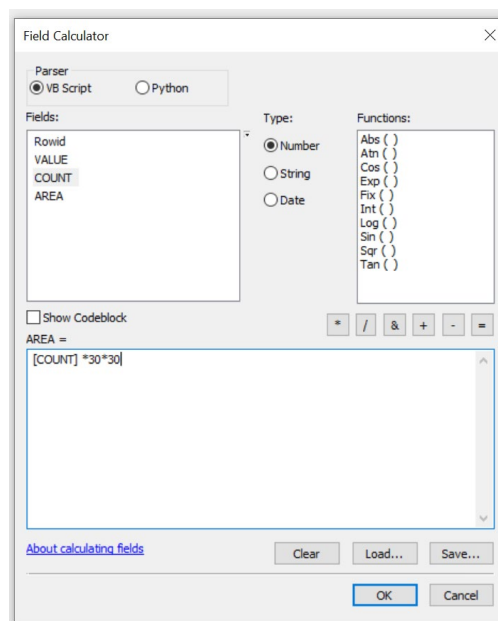 Field Calculator
Parser
VB Script Python
Fields: Type: Functions:
Rowid
VALUE
COUNT
AREA
Number
String
Date
Abs ( )
Atn ( )
Cos ( )
Exp ( )
Fix ( )
Int ( )
Log ( )
Sin ( )
Sqr ( )
Tan ( )
Show Codeblock
* / & + - =
AREA =
[COUNT] *30*30
About calculating fields
Clear Load... Save...
OK Cancel